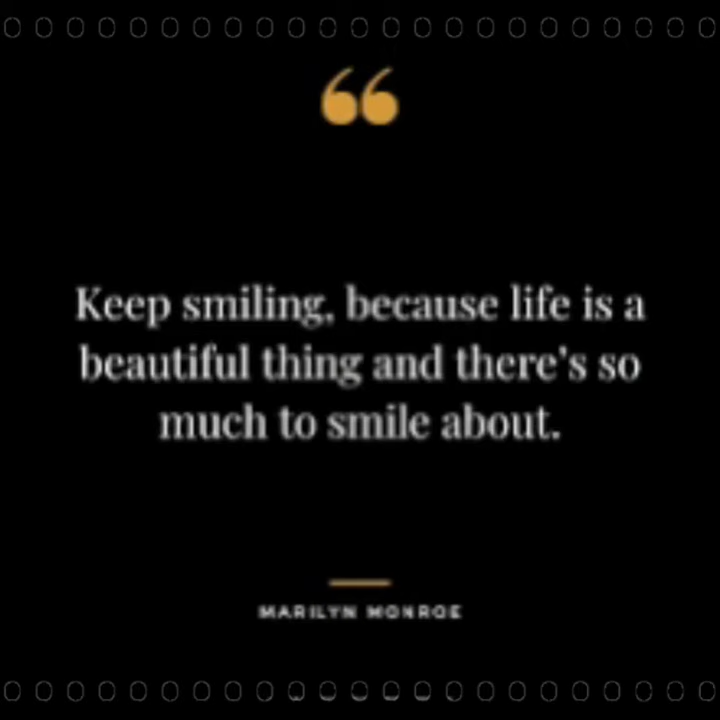 “
Keep smiling, because life is a
beautiful thing and there's so
much to smile about.
MARILYN MONROE